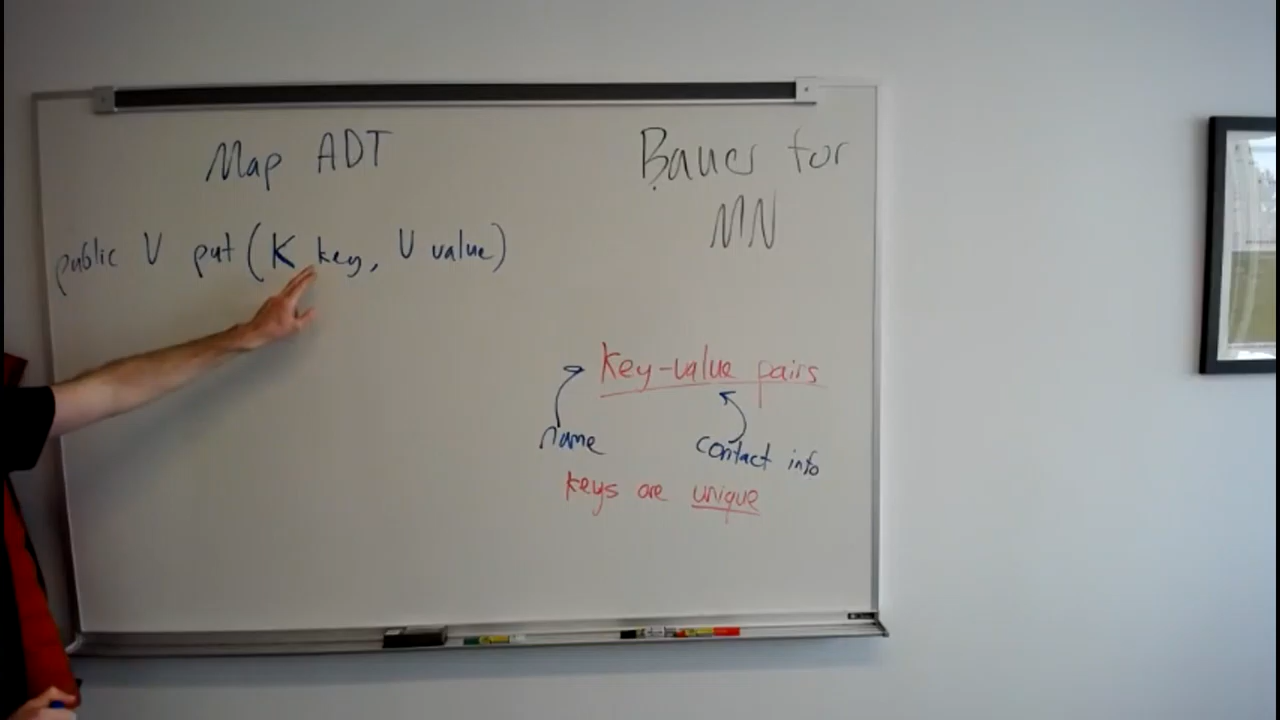 Map ADT
Bauer for
MN
public V put (K key, V value)
key-value pairs
name
contact info
keys are unique